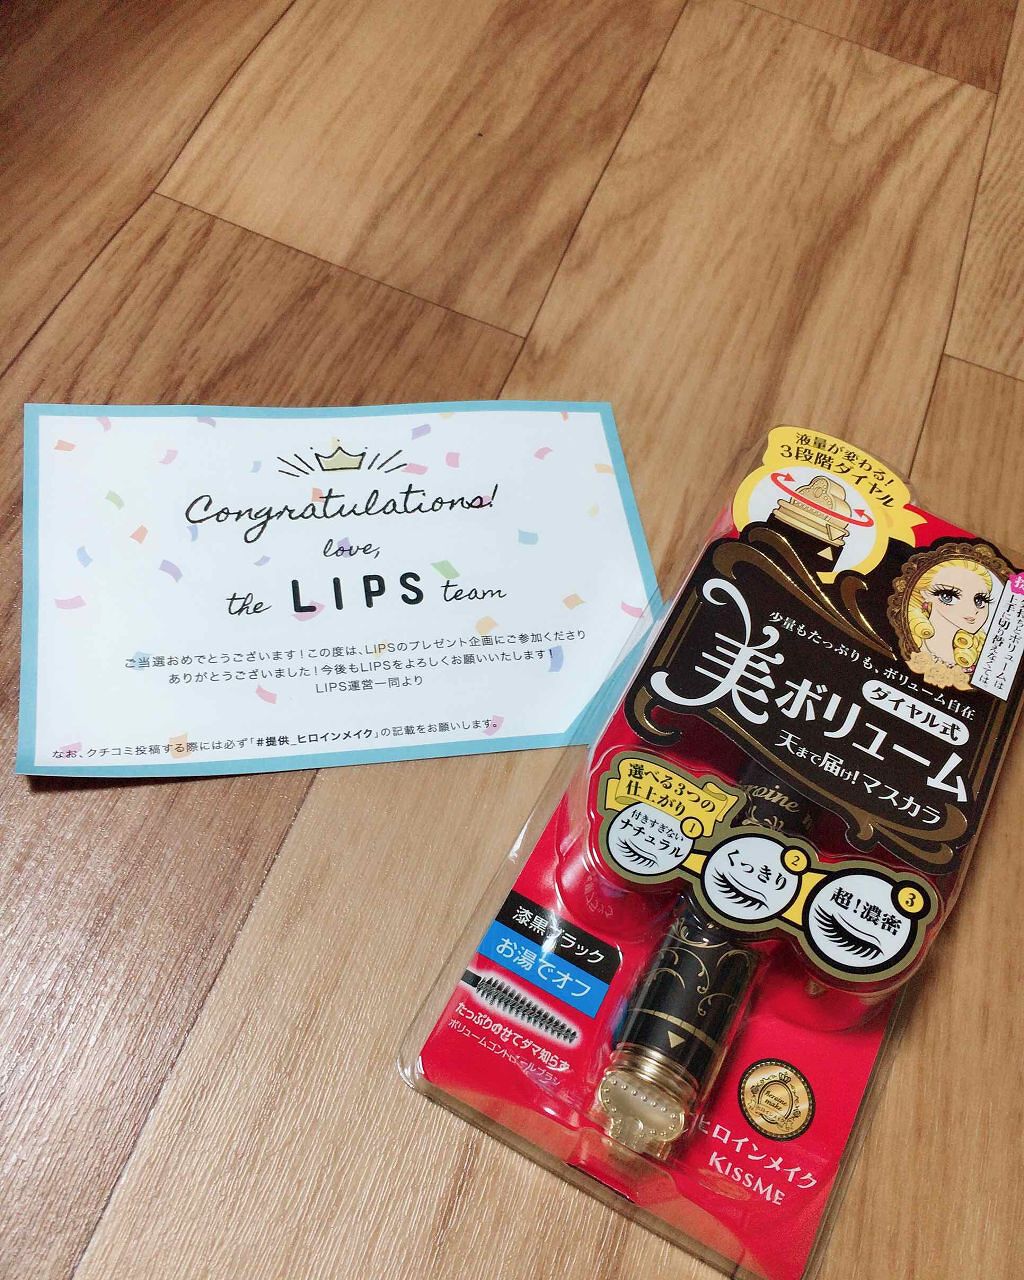 Congratulations!
love,
the LIPS team
ご当選おめでとうございます！この度は、LIPSのプレゼント企画にご参加くださり
ありがとうございました！今後もLIPSをよろしくお願いいたします！
LIPS運営一同より
なお、クチコミ投稿する際には必ず「#提供_ヒロインメイク」の記載をお願いします。
液量が変わる！
3段階ダイヤル
少量もたっぷりも、ボリューム自在
ダイヤル式
美ボリューム
天まで届け！マスカラ
選べる3つの
仕上がり
付きすぎない
ナチュラル
1
くっきり
2
超！濃密
3
漆黒ブラック
お湯でオフ
たっぷりのせてダマ知らず
ボリュームコントロールブラシ
heroine
make
ヒロインメイク
KISSME